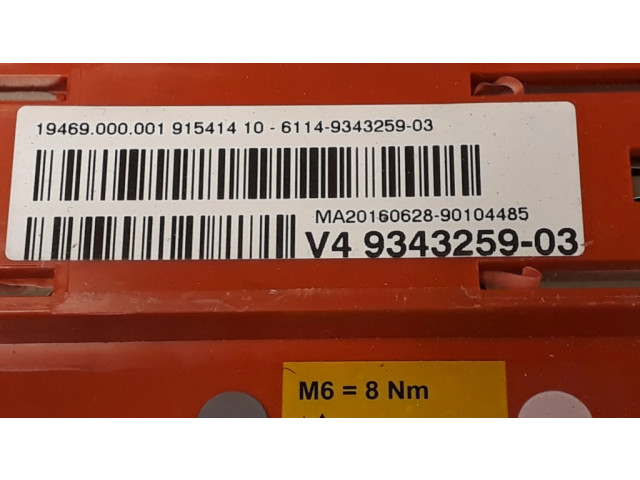 19469.000.001 915414 10 - 6114-9343259-03
MA20160628-90104485
V4 9343259-03
M6 = 8 Nm